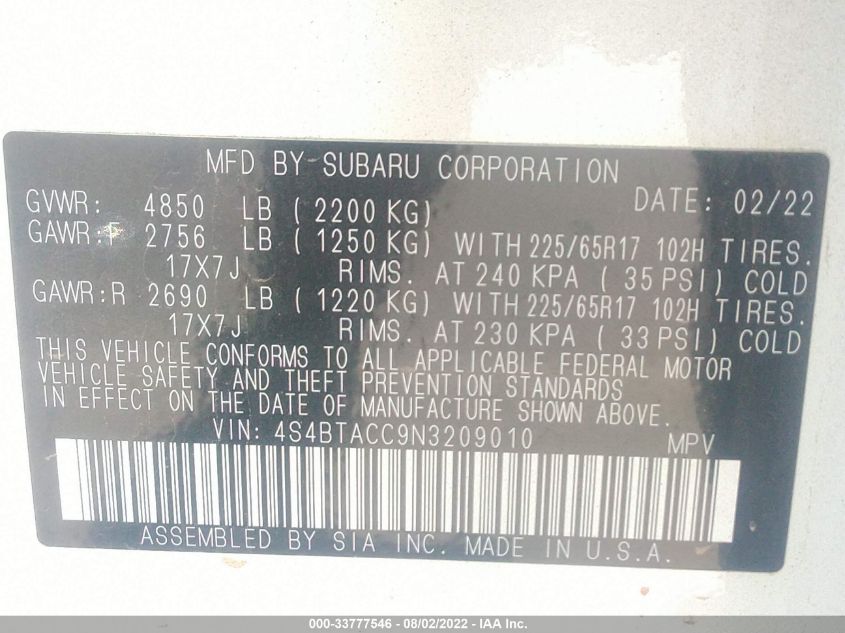 MFD BY SUBARU CORPORATION
GVWR: 4850 LB ( 2200 KG) DATE: 02/22
GAWR:F 2756 LB ( 1250 KG) WITH 225/65R17 102H TIRES.
17X7J RIMS. AT 240 KPA ( 35 PSI) COLD
GAWR:R 2690 LB ( 1220 KG) WITH 225/65R17 102H TIRES.
17X7J RIMS. AT 230 KPA ( 33 PSI) COLD
THIS VEHICLE CONFORMS TO ALL APPLICABLE FEDERAL MOTOR
VEHICLE SAFETY AND THEFT PREVENTION STANDARDS
IN EFFECT ON THE DATE OF MANUFACTURE SHOWN ABOVE.
VIN: 4S4BTACC9N3209010 MPV
ASSEMBLED BY SIA INC. MADE IN U.S.A.
000-33777546 - 08/02/2022 - IAA Inc.